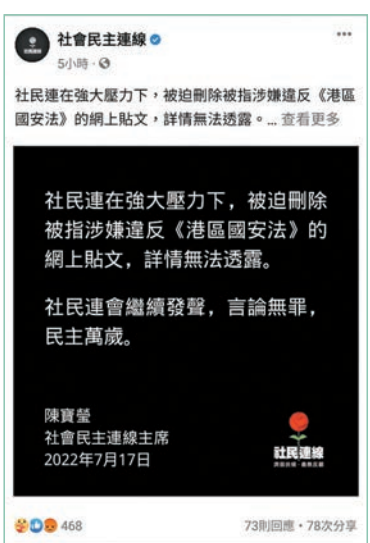 社會民主連線
5小時
社民連在強大壓力下，被迫刪除被指涉嫌違反《港區
國安法》的網上貼文，詳情無法透露。... 查看更多
社民連在強大壓力下，被迫刪除
被指涉嫌違反《港區國安法》的
網上貼文，詳情無法透露。
社民連會繼續發聲，言論無罪，
民主萬歲。
陳寶瑩
社會民主連線主席
2022年7月17日
社民連線
468
73則回應・78次分享